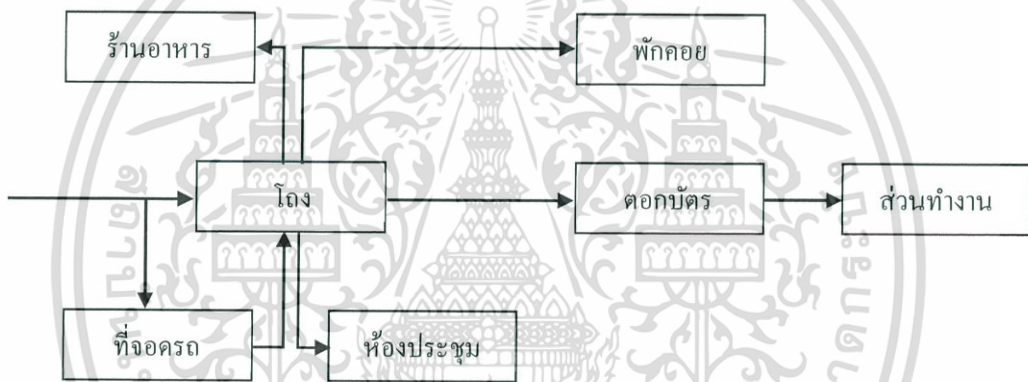 ร้านอาหาร
พักคอย
โถง
ตอกบัตร
ส่วนทำงาน
ที่จอดรถ
ห้องประชุม